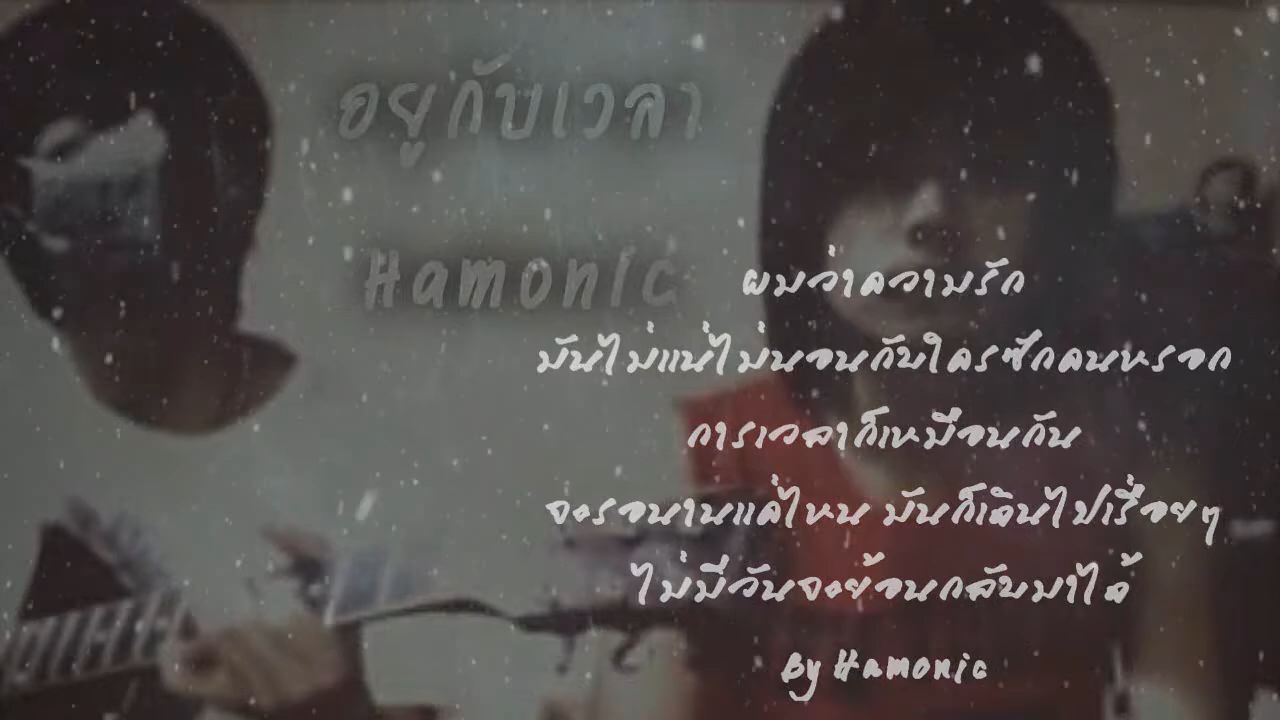 อยู่กับเวลา
Hamonic
ผมว่าความรัก
มันไม่แน่ไม่นอนกับใครซักคนหรอก
การเวลาก็เหมือนกัน
จะรอนานแค่ไหน มันก็เดินไปเรื่อยๆ
ไม่มีวันจะย้อนกลับมาได้
By Hamonic